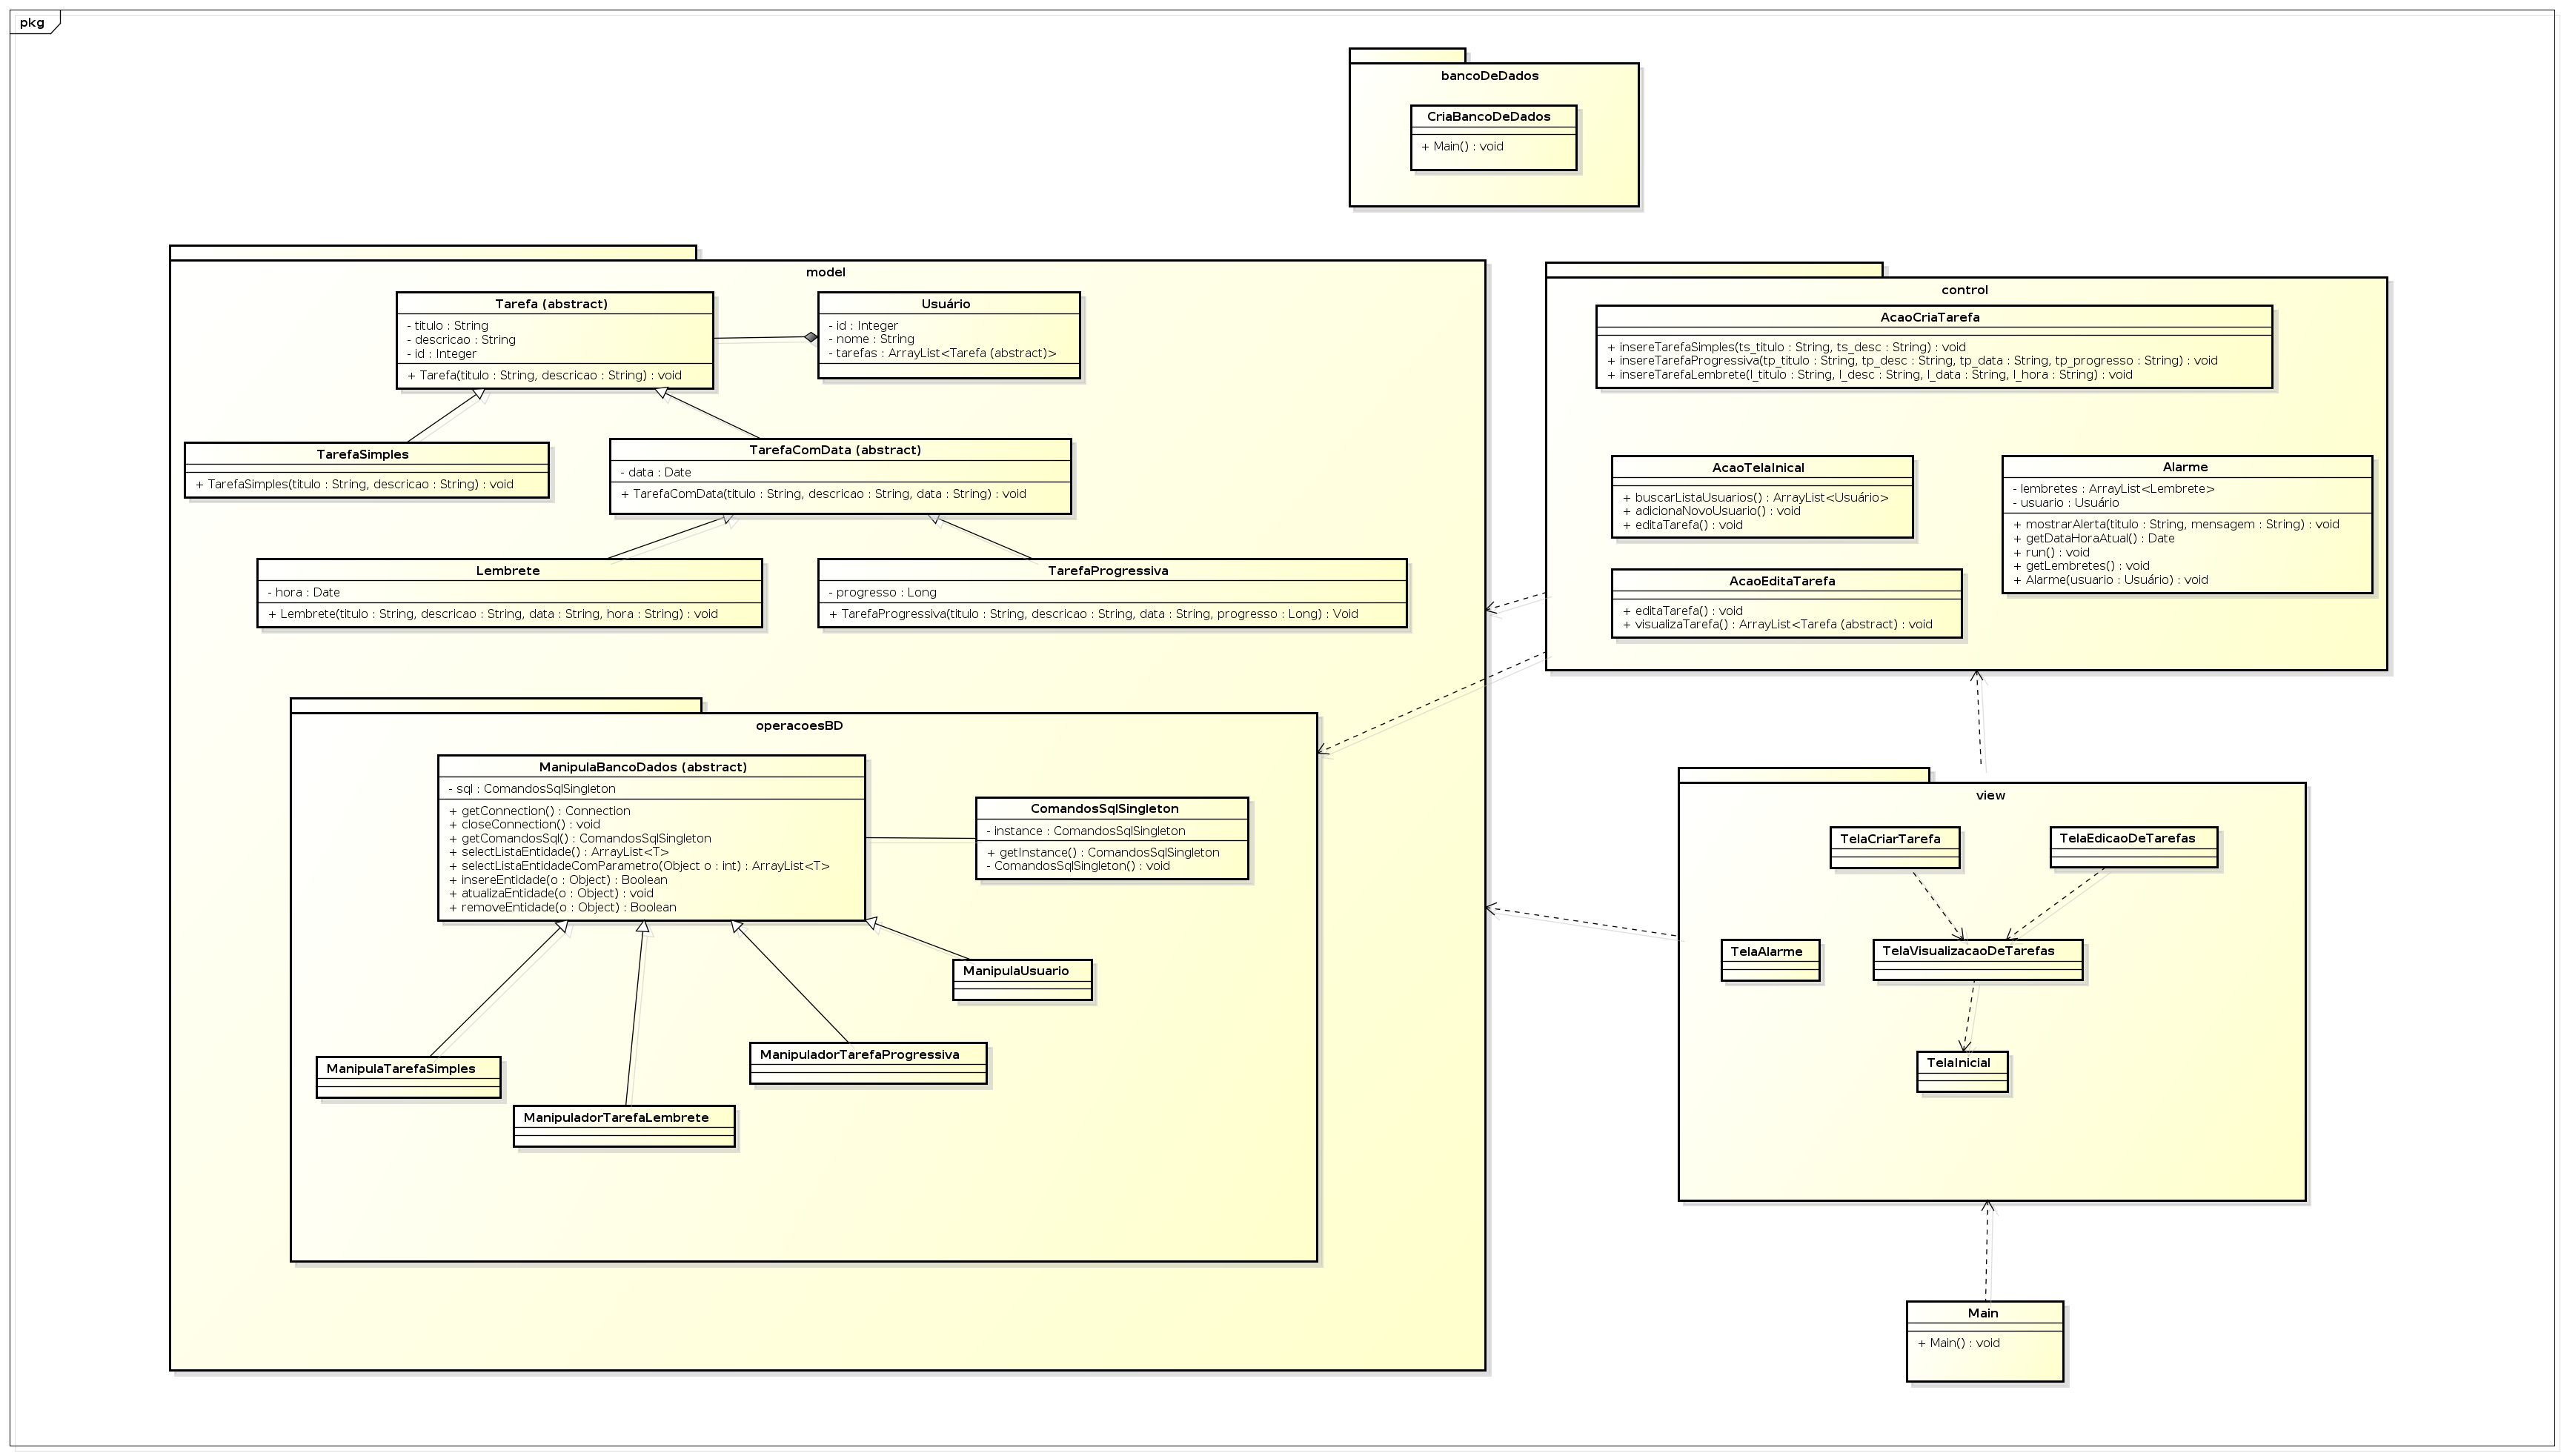 pkg
bancoDeDados
CriaBancoDeDados
+ Main() : void
model
Tarefa (abstract)
- titulo : String
- descricao : String
- id : Integer
+ Tarefa(titulo : String, descricao : String) : void
Usuário
- id : Integer
- nome : String
- tarefas : ArrayList<Tarefa (abstract)>
TarefaSimples
+ TarefaSimples(titulo : String, descricao : String) : void
TarefaComData (abstract)
- data : Date
+ TarefaComData(titulo : String, descricao : String, data : String) : void
Lembrete
- hora : Date
+ Lembrete(titulo : String, descricao : String, data : String, hora : String) : void
TarefaProgressiva
- progresso : Long
+ TarefaProgressiva(titulo : String, descricao : String, data : String, progresso : Long) : Void
operacoesBD
ManipulaBancoDados (abstract)
- sql : ComandosSqlSingleton
+ getConnection() : Connection
+ closeConnection() : void
+ getComandosSql() : ComandosSqlSingleton
+ selectListaEntidade() : ArrayList<T>
+ selectListaEntidadeComParametro(Object o : int) : ArrayList<T>
+ insereEntidade(o : Object) : Boolean
+ atualizaEntidade(o : Object) : void
+ removeEntidade(o : Object) : Boolean
ComandosSqlSingleton
- instance : ComandosSqlSingleton
+ getInstance() : ComandosSqlSingleton
- ComandosSqlSingleton() : void
ManipulaUsuario
ManipuladorTarefaProgressiva
ManipulaTarefaSimples
ManipuladorTarefaLembrete
control
AcaoCriaTarefa
+ insereTarefaSimples(ts_titulo : String, ts_desc : String) : void
+ insereTarefaProgressiva(tp_titulo : String, tp_desc : String, tp_data : String, tp_progresso : String) : void
+ insereTarefaLembrete(l_titulo : String, l_desc : String, l_data : String, l_hora : String) : void
AcaoTelaInical
+ buscarListaUsuarios() : ArrayList<Usuário>
+ adicionaNovoUsuario() : void
+ editaTarefa() : void
Alarme
- lembretes : ArrayList<Lembrete>
- usuario : Usuário
+ mostrarAlerta(titulo : String, mensagem : String) : void
+ getDataHoraAtual() : Date
+ run() : void
+ getLembretes() : void
+ Alarme(usuario : Usuário) : void
AcaoEditaTarefa
+ editaTarefa() : void
+ visualizaTarefa() : ArrayList<Tarefa (abstract) : void
view
TelaCriarTarefa
TelaEdicaoDeTarefas
TelaAlarme
TelaVisualizacaoDeTarefas
TelaInicial
Main
+ Main() : void